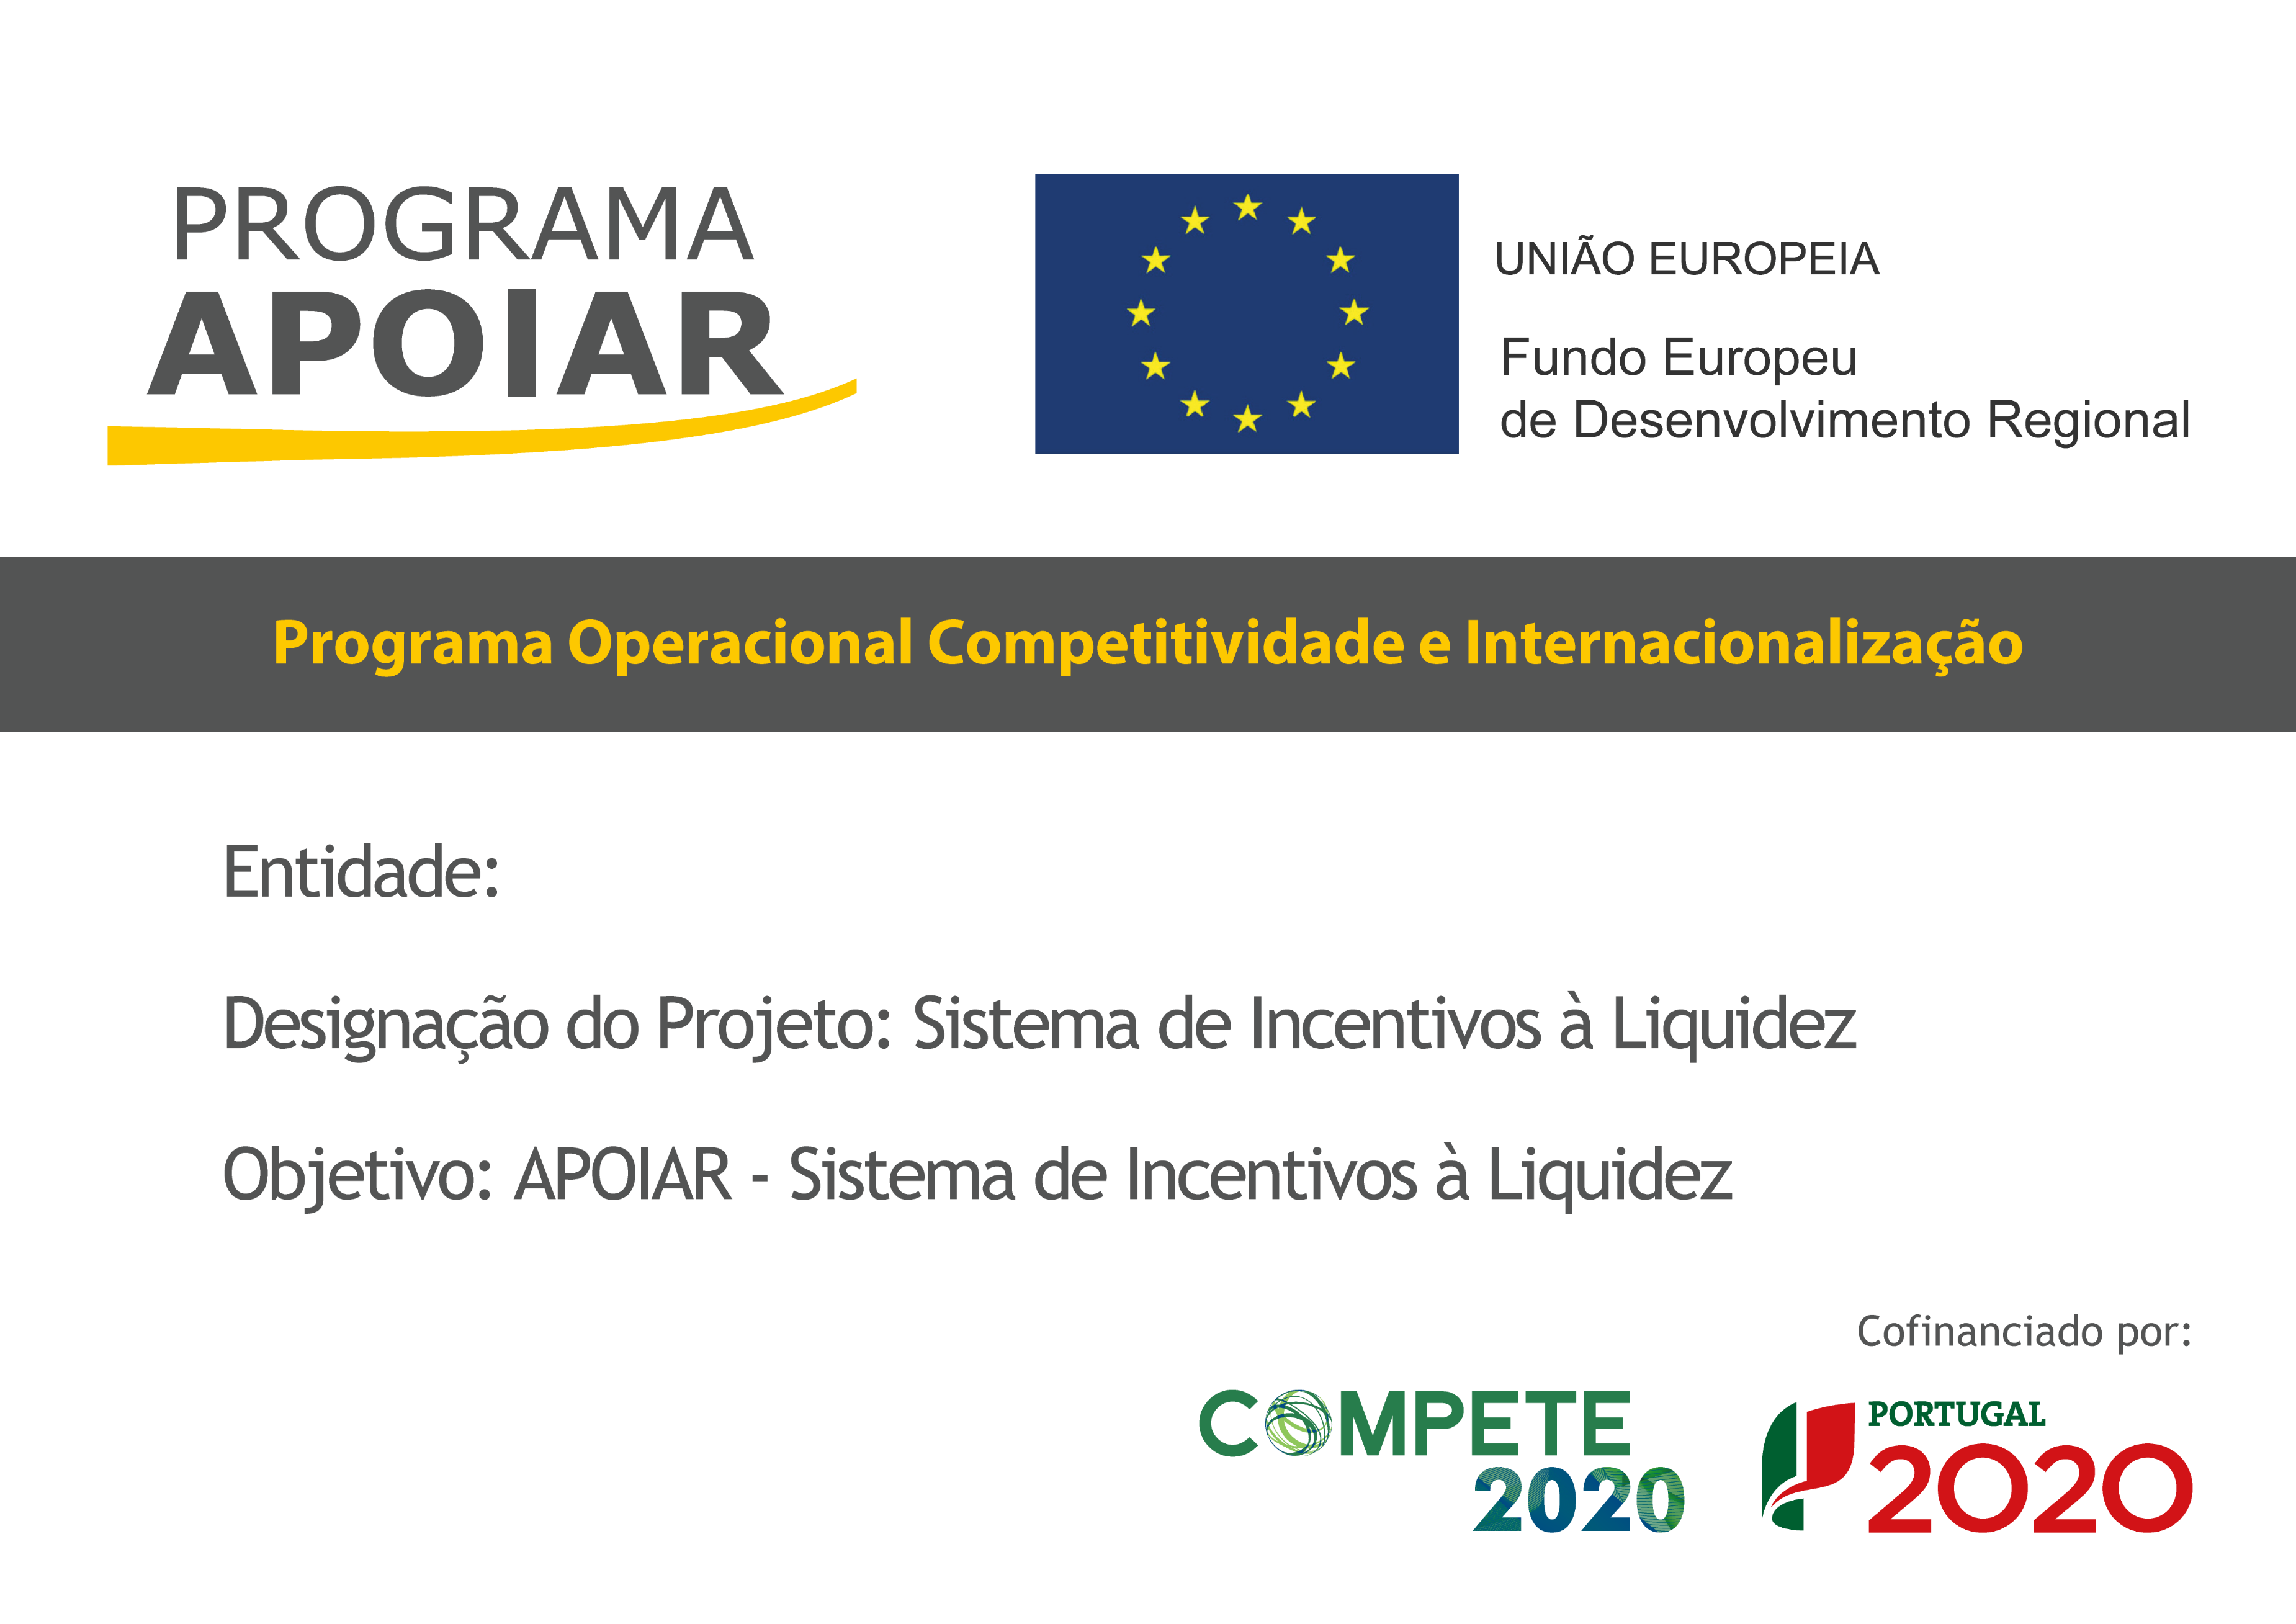 PROGRAMA
APOIAR
UNIÃO EUROPEIA
Fundo Europeu
de Desenvolvimento Regional
Programa Operacional Competitividade e Internacionalização
Entidade:
Designação do Projeto: Sistema de Incentivos à Liquidez
Objetivo: APOIAR - Sistema de Incentivos à Liquidez
Cofinanciado por:
COMPETE
2020
PORTUGAL
2020